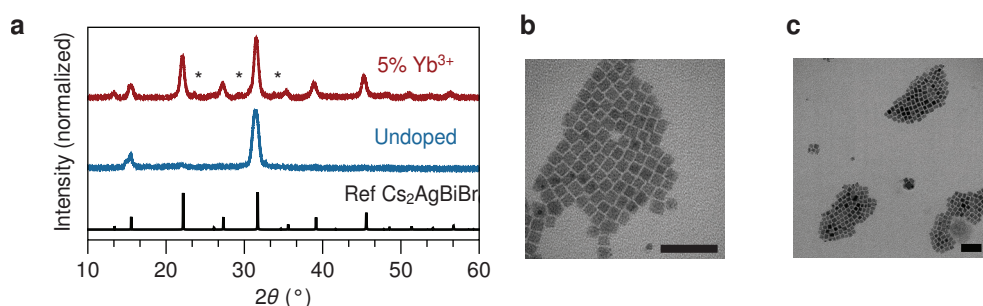 a
b
c
Intensity (normalized)
5% Yb³⁺
* * *
Undoped
Ref Cs₂AgBiBr
10 20 30 40 50 60
2θ (°)